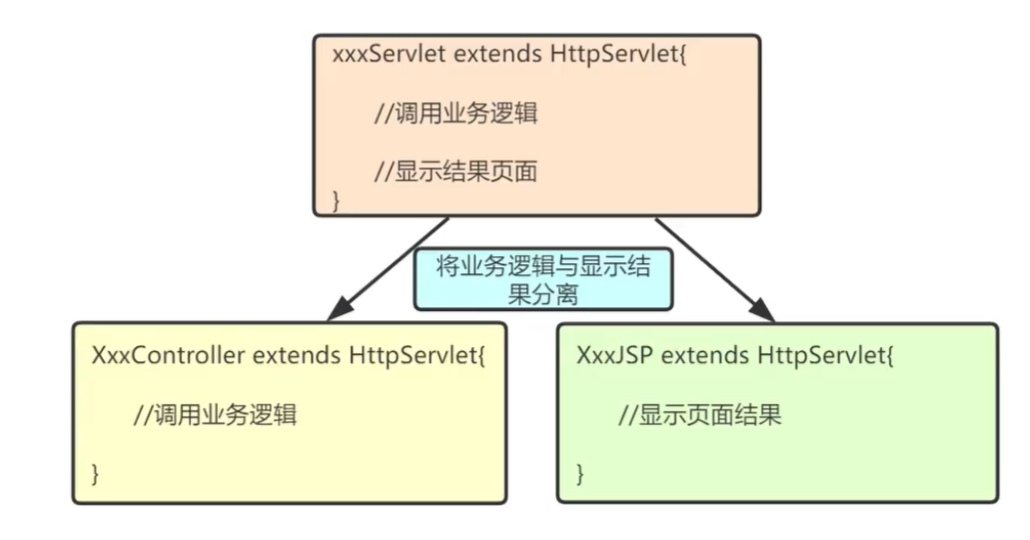 xxxServlet extends HttpServlet{
//调用业务逻辑
//显示结果页面
}
将业务逻辑与显示结
果分离
XxxController extends HttpServlet{
//调用业务逻辑
}
XxxJSP extends HttpServlet{
//显示页面结果
}